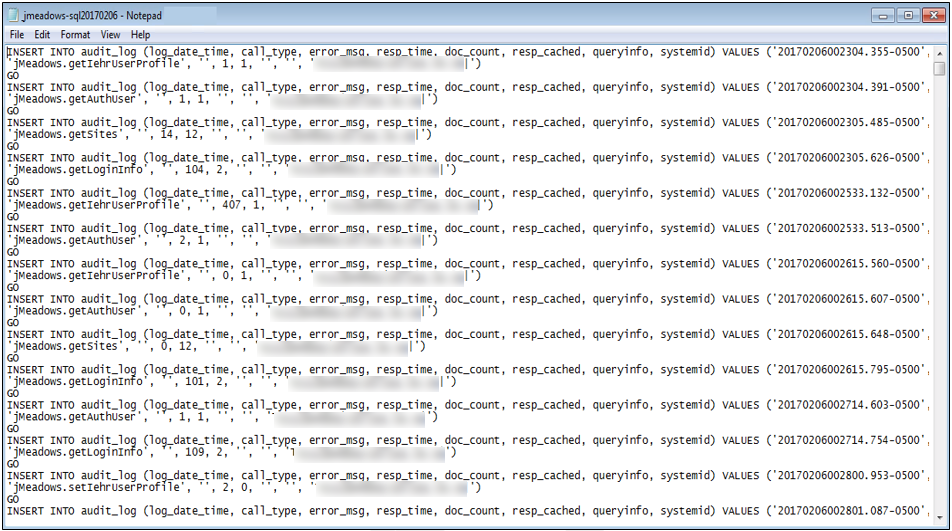 jmeadows-sql20170206 - Notepad
File Edit Format View Help
INSERT INTO audit_log (log_date_time, call_type, error_msg, resp_time, doc_count, resp_cached, queryinfo, systemid) VALUES ('20170206002304.355-0500',
'jMeadows.getIehrUserProfile', '', 1, 1, '', '', '|')
GO
INSERT INTO audit_log (log_date_time, call_type, error_msg, resp_time, doc_count, resp_cached, queryinfo, systemid) VALUES ('20170206002304.391-0500',
'jMeadows.getAuthUser', '', 1, 1, '', '', '|')
GO
INSERT INTO audit_log (log_date_time, call_type, error_msg, resp_time, doc_count, resp_cached, queryinfo, systemid) VALUES ('20170206002305.485-0500',
'jMeadows.getSites', '', 14, 12, '', '', '|')
GO
INSERT INTO audit_log (log_date_time, call_type, error_msg, resp_time, doc_count, resp_cached, queryinfo, systemid) VALUES ('20170206002305.626-0500',
'jMeadows.getLoginInfo', '', 104, 2, '', '', '|')
GO
INSERT INTO audit_log (log_date_time, call_type, error_msg, resp_time, doc_count, resp_cached, queryinfo, systemid) VALUES ('20170206002533.132-0500',
'jMeadows.getIehrUserProfile', '', 407, 1, '', '', '|')
GO
INSERT INTO audit_log (log_date_time, call_type, error_msg, resp_time, doc_count, resp_cached, queryinfo, systemid) VALUES ('20170206002533.513-0500',
'jMeadows.getAuthUser', '', 2, 1, '', '', '|')
GO
INSERT INTO audit_log (log_date_time, call_type, error_msg, resp_time, doc_count, resp_cached, queryinfo, systemid) VALUES ('20170206002615.560-0500',
'jMeadows.getIehrUserProfile', '', 0, 1, '', '', '|')
GO
INSERT INTO audit_log (log_date_time, call_type, error_msg, resp_time, doc_count, resp_cached, queryinfo, systemid) VALUES ('20170206002615.607-0500',
'jMeadows.getAuthUser', '', 0, 1, '', '', '|')
GO
INSERT INTO audit_log (log_date_time, call_type, error_msg, resp_time, doc_count, resp_cached, queryinfo, systemid) VALUES ('20170206002615.648-0500',
'jMeadows.getSites', '', 0, 12, '', '', '|')
GO
INSERT INTO audit_log (log_date_time, call_type, error_msg, resp_time, doc_count, resp_cached, queryinfo, systemid) VALUES ('20170206002615.795-0500',
'jMeadows.getLoginInfo', '', 101, 2, '', '', '|')
GO
INSERT INTO audit_log (log_date_time, call_type, error_msg, resp_time, doc_count, resp_cached, queryinfo, systemid) VALUES ('20170206002714.603-0500',
'jMeadows.getAuthUser', '', 1, 1, '', '', '')
GO
INSERT INTO audit_log (log_date_time, call_type, error_msg, resp_time, doc_count, resp_cached, queryinfo, systemid) VALUES ('20170206002714.754-0500',
'jMeadows.getLoginInfo', '', 109, 2, '', '', '')
GO
INSERT INTO audit_log (log_date_time, call_type, error_msg, resp_time, doc_count, resp_cached, queryinfo, systemid) VALUES ('20170206002800.953-0500',
'jMeadows.setIehrUserProfile', '', 2, 0, '', '', '')
GO
INSERT INTO audit_log (log_date_time, call_type, error_msg, resp_time, doc_count, resp_cached, queryinfo, systemid) VALUES ('20170206002801.087-0500',